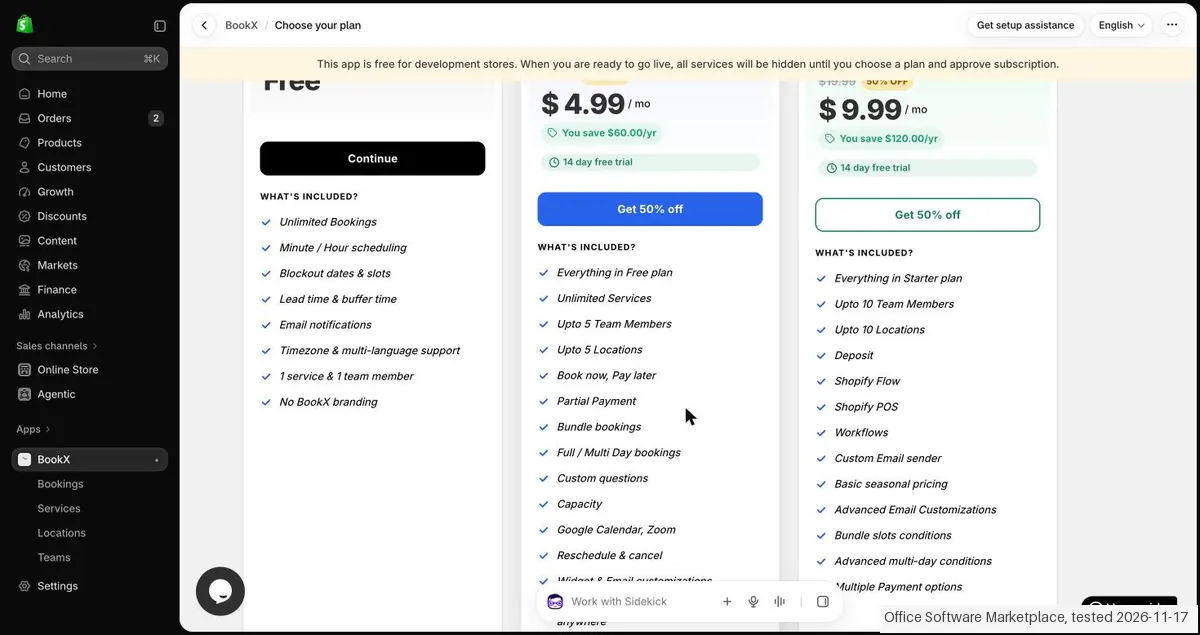 Search ⌘K
Home
Orders 2
Products
Customers
Growth
Discounts
Content
Markets
Finance
Analytics
Sales channels
Online Store
Agentic
Apps
BookX
Bookings
Services
Locations
Teams
Settings
BookX / Choose your plan
Get setup assistance
English
This app is free for development stores. When you are ready to go live, all services will be hidden until you choose a plan and approve subscription.
Free
Continue
WHAT'S INCLUDED?
Unlimited Bookings
Minute / Hour scheduling
Blockout dates & slots
Lead time & buffer time
Email notifications
Timezone & multi-language support
1 service & 1 team member
No BookX branding
$ 4.99 / mo
You save $60.00/yr
14 day free trial
Get 50% off
WHAT'S INCLUDED?
Everything in Free plan
Unlimited Services
Upto 5 Team Members
Upto 5 Locations
Book now, Pay later
Partial Payment
Bundle bookings
Full / Multi Day bookings
Custom questions
Capacity
Google Calendar, Zoom
Reschedule & cancel
Widget & Email customizations
anywhere
$19.99 50% OFF
$ 9.99 / mo
You save $120.00/yr
14 day free trial
Get 50% off
WHAT'S INCLUDED?
Everything in Starter plan
Upto 10 Team Members
Upto 10 Locations
Deposit
Shopify Flow
Shopify POS
Workflows
Custom Email sender
Basic seasonal pricing
Advanced Email Customizations
Bundle slots conditions
Advanced multi-day conditions
Multiple Payment options
Work with Sidekick
Office Software Marketplace, tested 2026-11-17